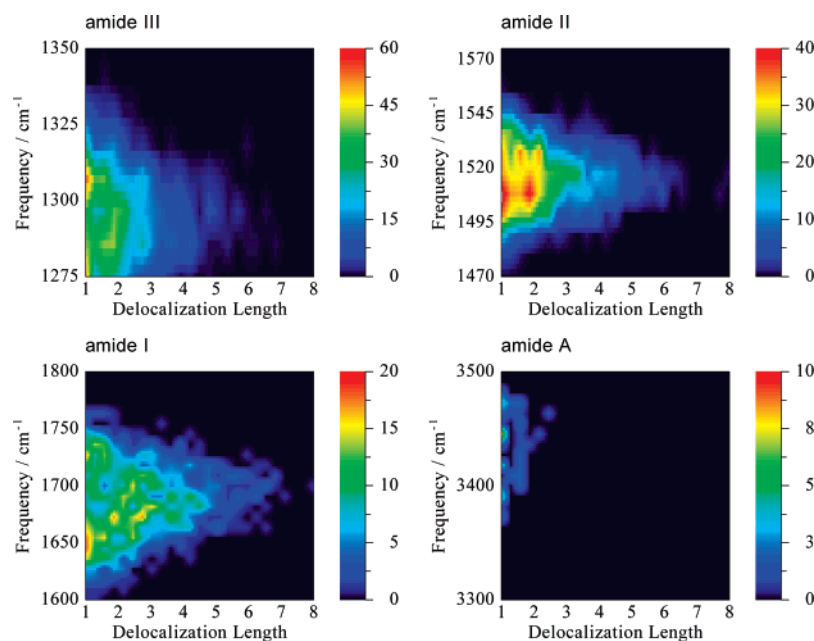 amide III
1350
1325
1300
1275
Frequency / cm⁻¹
1 2 3 4 5 6 7 8
Delocalization Length
60
45
30
15
0
amide II
1575
1545
1520
1495
1470
Frequency / cm⁻¹
1 2 3 4 5 6 7 8
Delocalization Length
40
30
20
10
0
amide I
1800
1750
1700
1650
1600
Frequency / cm⁻¹
1 2 3 4 5 6 7 8
Delocalization Length
20
15
10
5
0
amide A
3500
3400
3300
Frequency / cm⁻¹
1 2 3 4 5 6 7 8
Delocalization Length
10
8
5
3
0